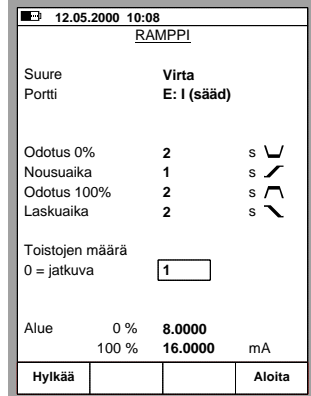 12.05.2000 10:08
RAMPPI
Suure Virta
Portti E: I (sääd)
Odotus 0% 2 s
Nousuaika 1 s
Odotus 100% 2 s
Laskuaika 2 s
Toistojen määrä
0 = jatkuva 1
Alue 0 % 8.0000
100 % 16.0000 mA
Hylkää Aloita